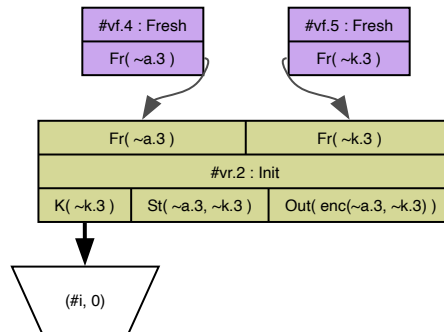 #vf.4 : Fresh
#vf.5 : Fresh
Fr( ~a.3 )
Fr( ~k.3 )
Fr( ~a.3 )
Fr( ~k.3 )
#vr.2 : Init
K( ~k.3 )
St( ~a.3, ~k.3 )
Out( enc(~a.3, ~k.3) )
(#i, 0)